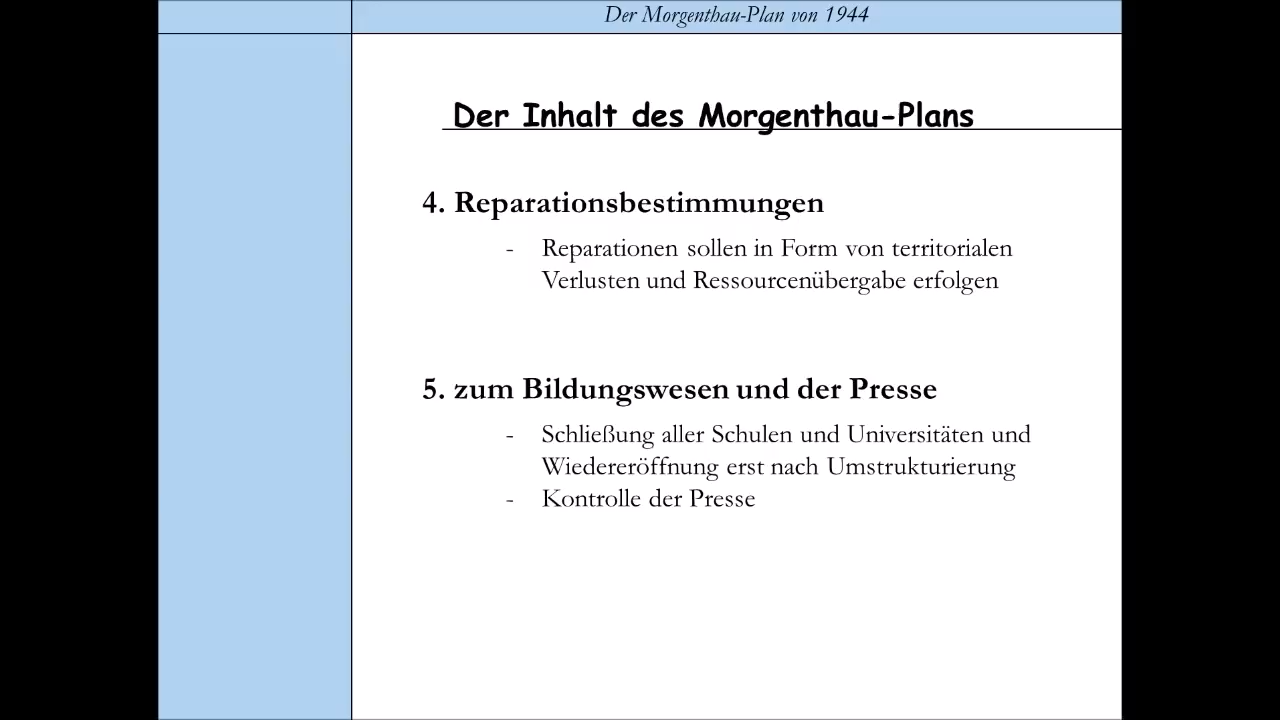 Der Morgenthau-Plan von 1944
Der Inhalt des Morgenthau-Plans
4. Reparationsbestimmungen
- Reparationen sollen in Form von territorialen
Verlusten und Ressourcenübergabe erfolgen
5. zum Bildungswesen und der Presse
- Schließung aller Schulen und Universitäten und
Wiedereröffnung erst nach Umstrukturierung
- Kontrolle der Presse